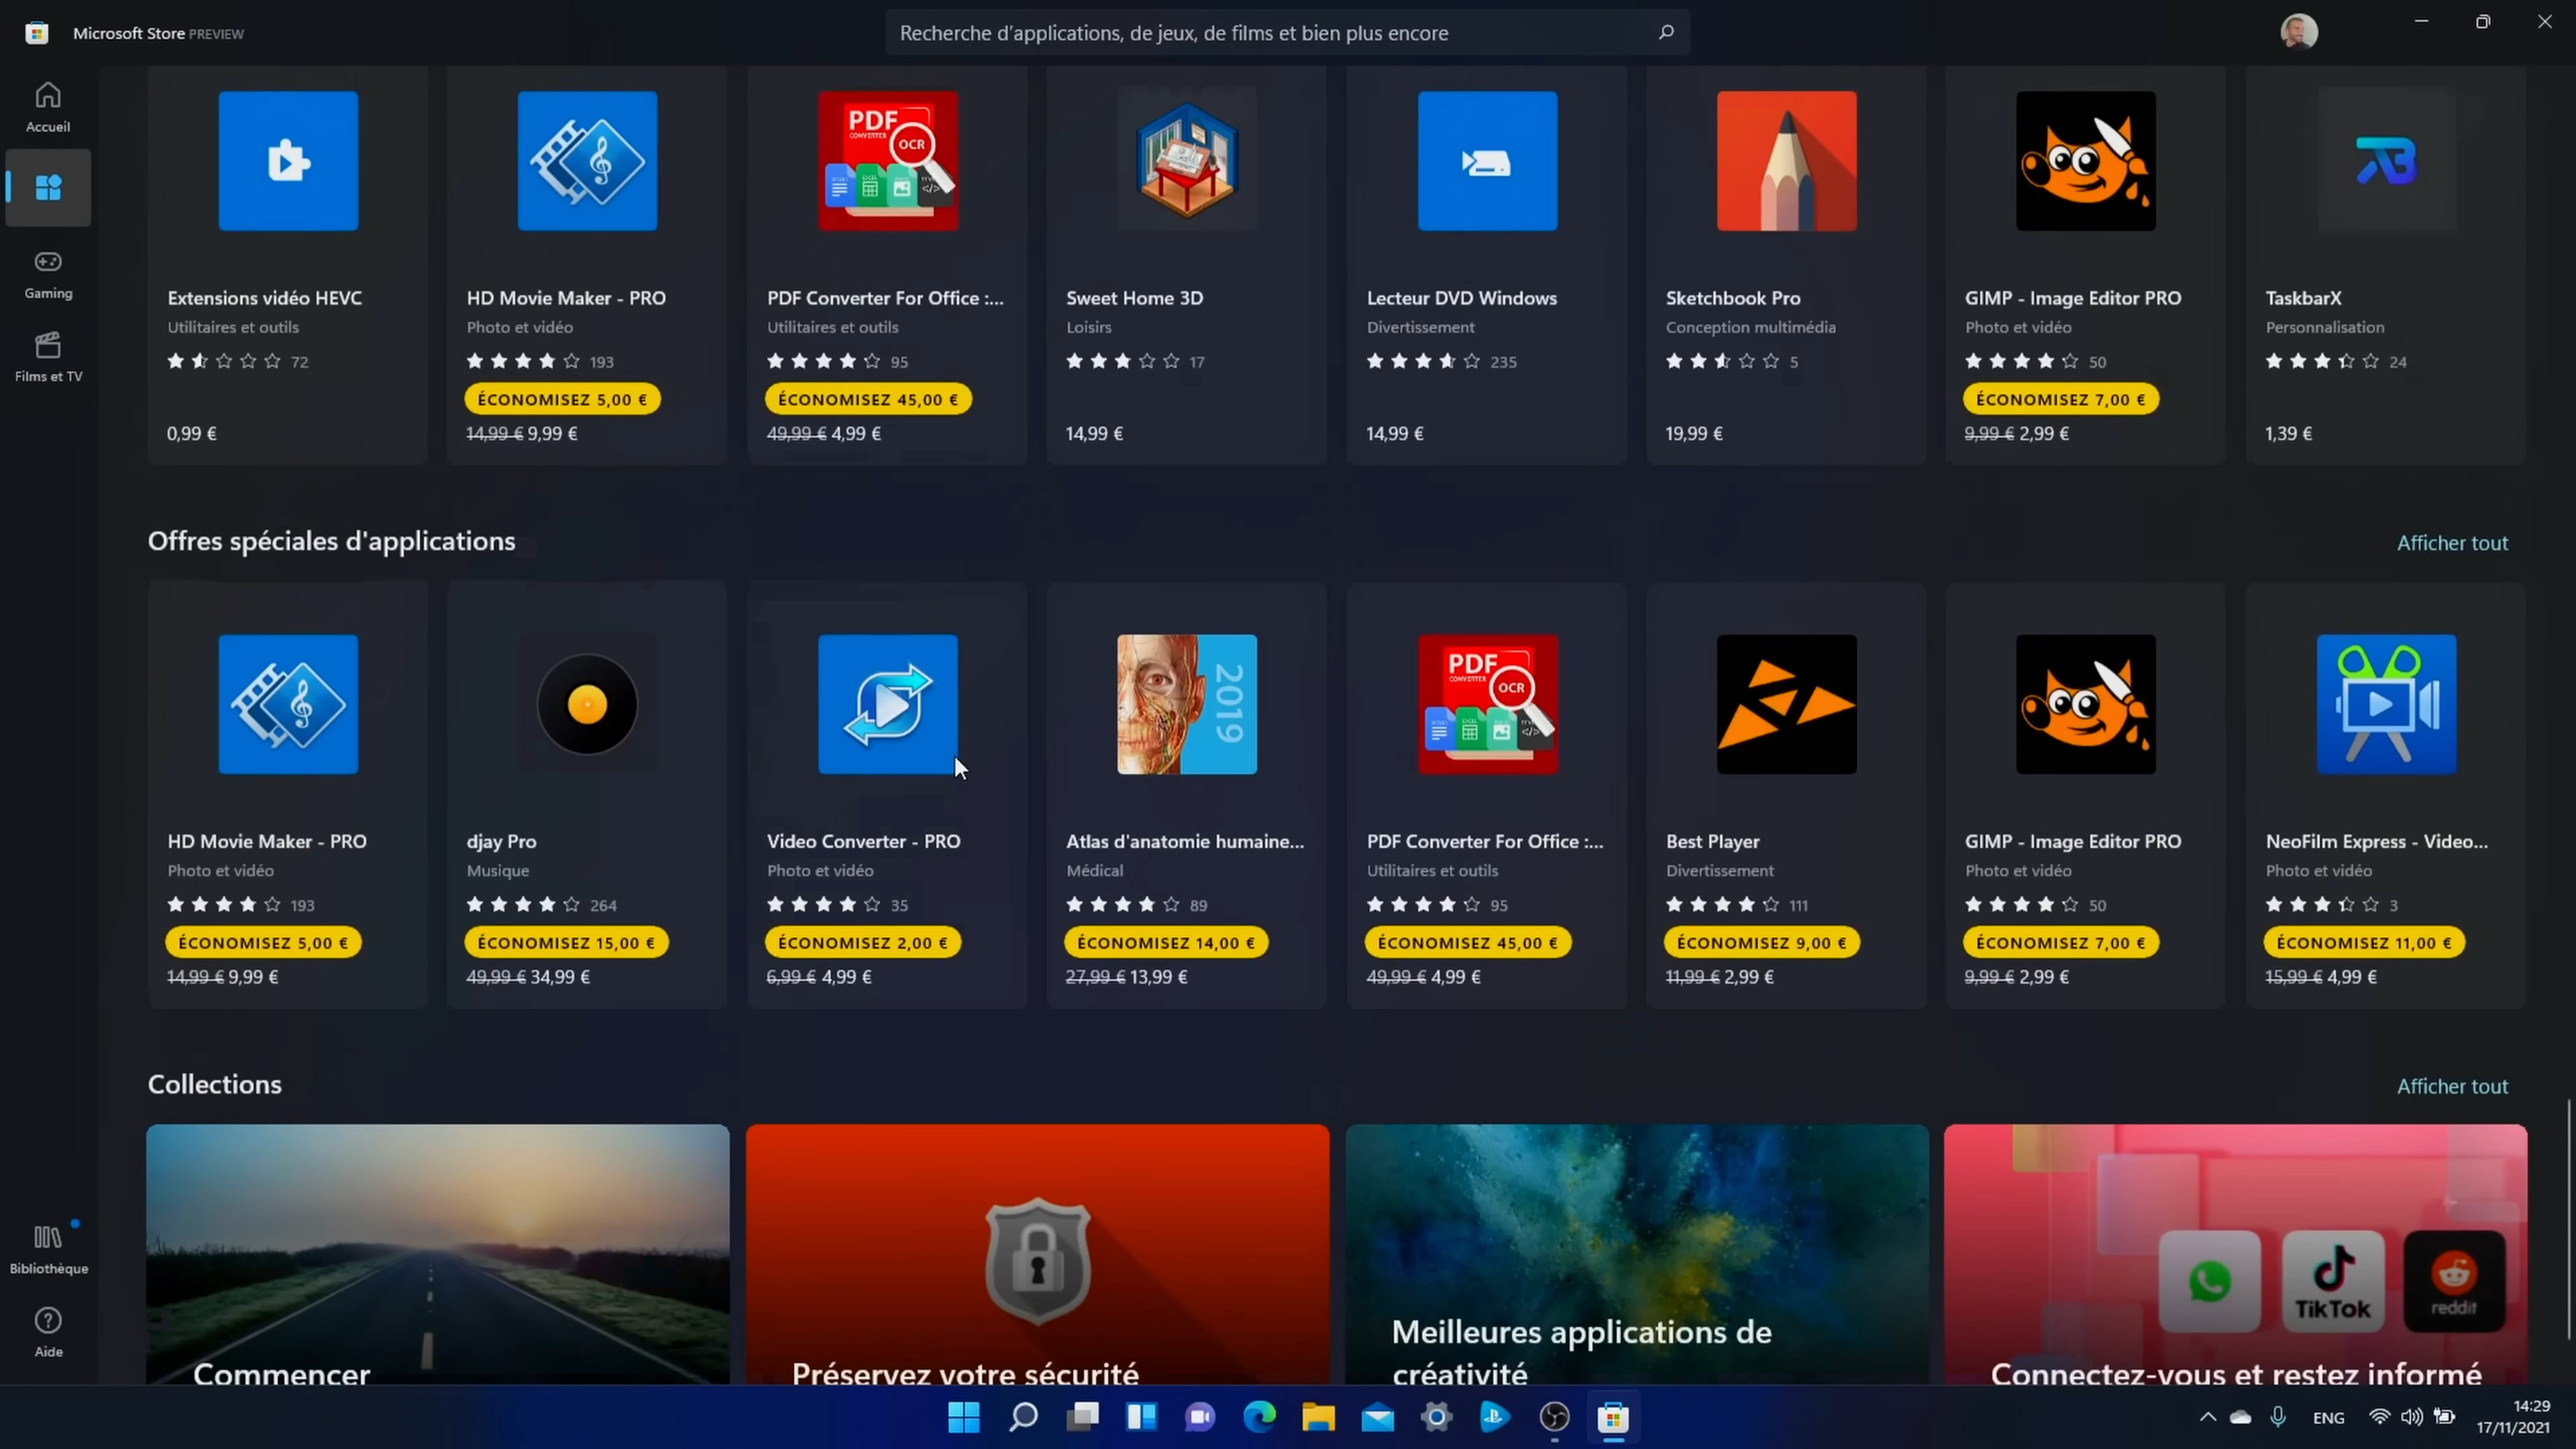 Microsoft Store PREVIEW
Recherche d'applications, de jeux, de films et bien plus encore
Accueil
Gaming
Films et TV
Bibliothèque
Aide
PDF
CONVERTER
OCR
Extensions vidéo HEVC
Utilitaires et outils
72
0,99 €
HD Movie Maker - PRO
Photo et vidéo
193
ÉCONOMISEZ 5,00 €
14,99 € 9,99 €
PDF Converter For Office :...
Utilitaires et outils
95
ÉCONOMISEZ 45,00 €
49,99 € 4,99 €
Sweet Home 3D
Loisirs
17
14,99 €
Lecteur DVD Windows
Divertissement
235
14,99 €
Sketchbook Pro
Conception multimédia
5
19,99 €
GIMP - Image Editor PRO
Photo et vidéo
50
ÉCONOMISEZ 7,00 €
9,99 € 2,99 €
TaskbarX
Personnalisation
24
1,39 €
Offres spéciales d'applications
Afficher tout
2019
PDF
CONVERTER
OCR
HD Movie Maker - PRO
Photo et vidéo
193
ÉCONOMISEZ 5,00 €
14,99 € 9,99 €
djay Pro
Musique
264
ÉCONOMISEZ 15,00 €
49,99 € 34,99 €
Video Converter - PRO
Photo et vidéo
35
ÉCONOMISEZ 2,00 €
6,99 € 4,99 €
Atlas d'anatomie humaine...
Médical
89
ÉCONOMISEZ 14,00 €
27,99 € 13,99 €
PDF Converter For Office :...
Utilitaires et outils
95
ÉCONOMISEZ 45,00 €
49,99 € 4,99 €
Best Player
Divertissement
111
ÉCONOMISEZ 9,00 €
11,99 € 2,99 €
GIMP - Image Editor PRO
Photo et vidéo
50
ÉCONOMISEZ 7,00 €
9,99 € 2,99 €
NeoFilm Express - Video...
Photo et vidéo
3
ÉCONOMISEZ 11,00 €
15,99 € 4,99 €
Collections
Afficher tout
Commencer
Préservez votre sécurité
Meilleures applications de
créativité
TikTok
reddit
Connectez-vous et restez informé
ENG
14:29
17/11/2021